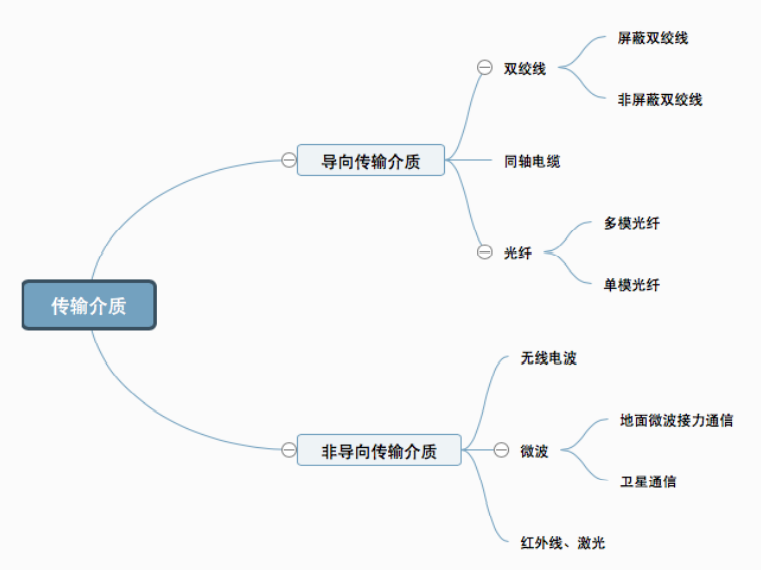 传输介质
导向传输介质
双绞线
屏蔽双绞线
非屏蔽双绞线
同轴电缆
光纤
多模光纤
单模光纤
非导向传输介质
无线电波
微波
地面微波接力通信
卫星通信
红外线、激光